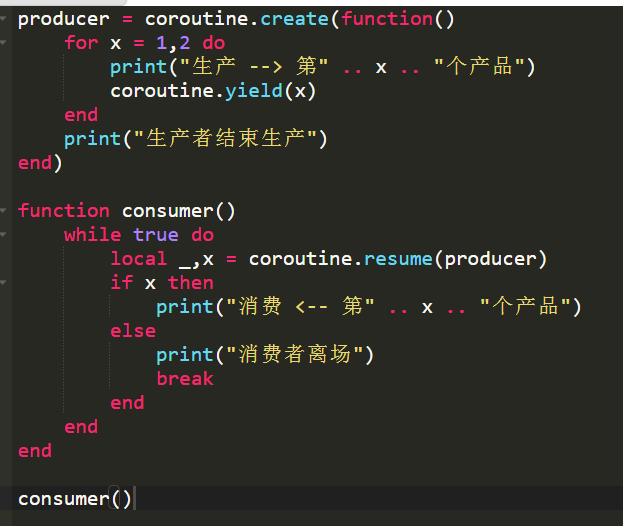 producer = coroutine.create(function()
    for x = 1,2 do
        print("生产 --> 第" .. x .. "个产品")
        coroutine.yield(x)
    end
    print("生产者结束生产")
end)

function consumer()
    while true do
        local _,x = coroutine.resume(producer)
        if x then
            print("消费 <-- 第" .. x .. "个产品")
        else
            print("消费者离场")
            break
        end
    end
end

consumer()